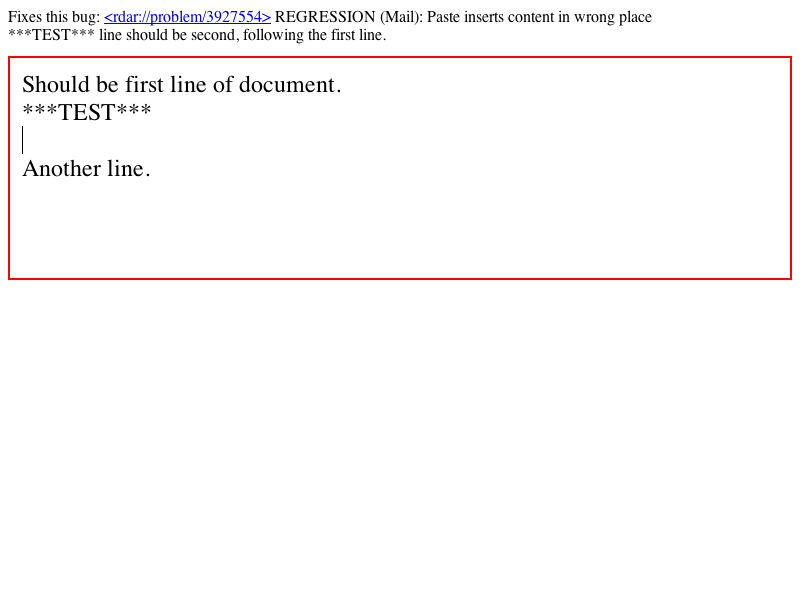 Fixes this bug: <rdar://problem/3927554> REGRESSION (Mail): Paste inserts content in wrong place
***TEST*** line should be second, following the first line.
Should be first line of document.
***TEST***
Another line.